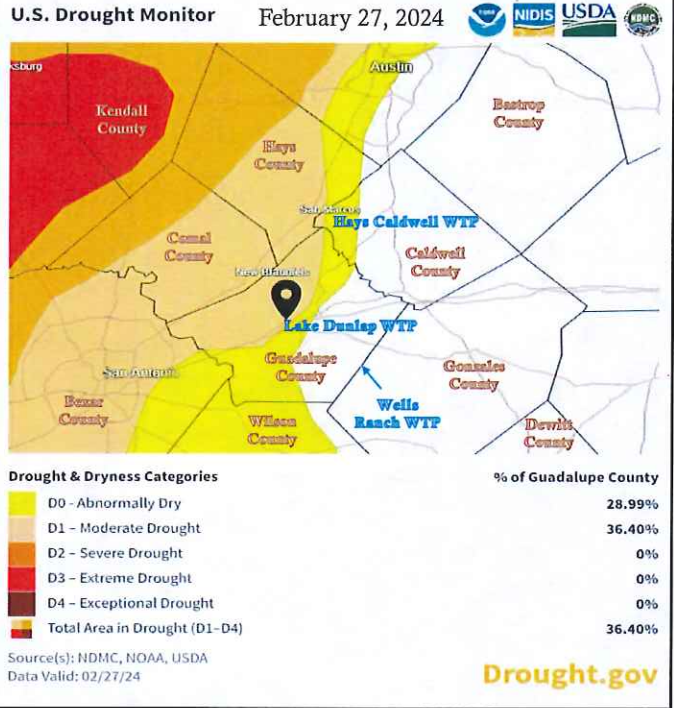 U.S. Drought Monitor
February 27, 2024
NOAA
NIDIS
USDA
NDMC
ksburg
Austin
Kendall
County
Bastrop
County
Hays
County
San Marcos
Hays Caldwell WTP
Comal
County
Caldwell
County
New Braunfels
Lake Dunlap WTP
Guadalupe
County
Gonzales
County
San Antonio
Bexar
County
Wells
Ranch WTP
Wilson
County
Dewitt
County
Drought & Dryness Categories
% of Guadalupe County
D0 - Abnormally Dry
28.99%
D1 – Moderate Drought
36.40%
D2 – Severe Drought
0%
D3 – Extreme Drought
0%
D4 – Exceptional Drought
0%
Total Area in Drought (D1–D4)
36.40%
Source(s): NDMC, NOAA, USDA
Data Valid: 02/27/24
Drought.gov